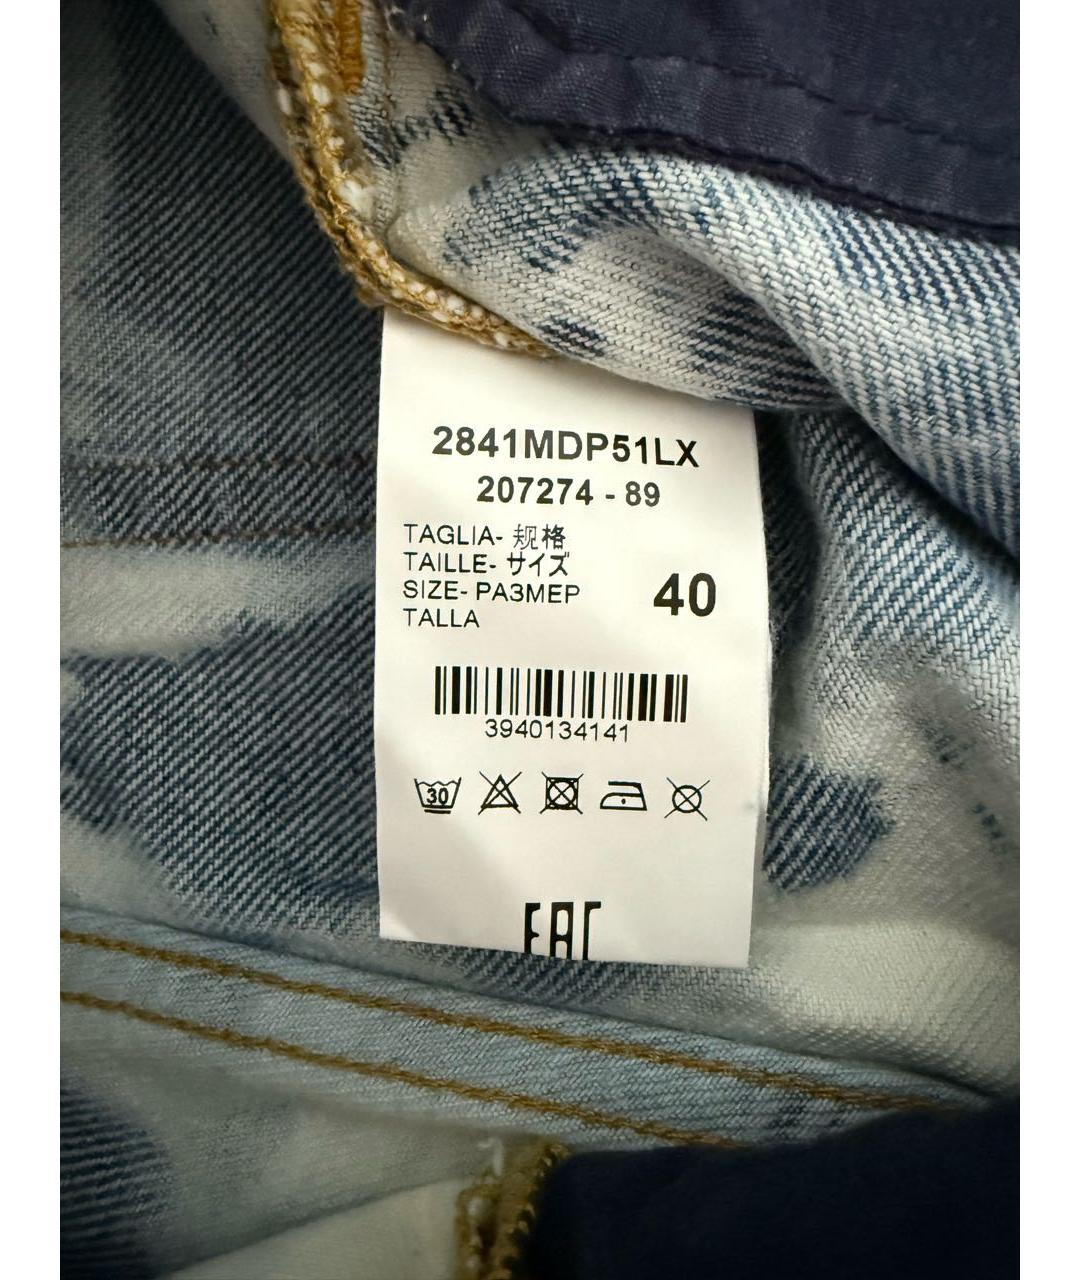 2841MDP51LX
207274 - 89
TAGLIA- 规格
TAILLE- サイズ
SIZE- РАЗМЕР
TALLA
40
3940134141
30
EAC